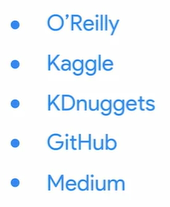 • O’Reilly
• Kaggle
• KDnuggets
• GitHub
• Medium